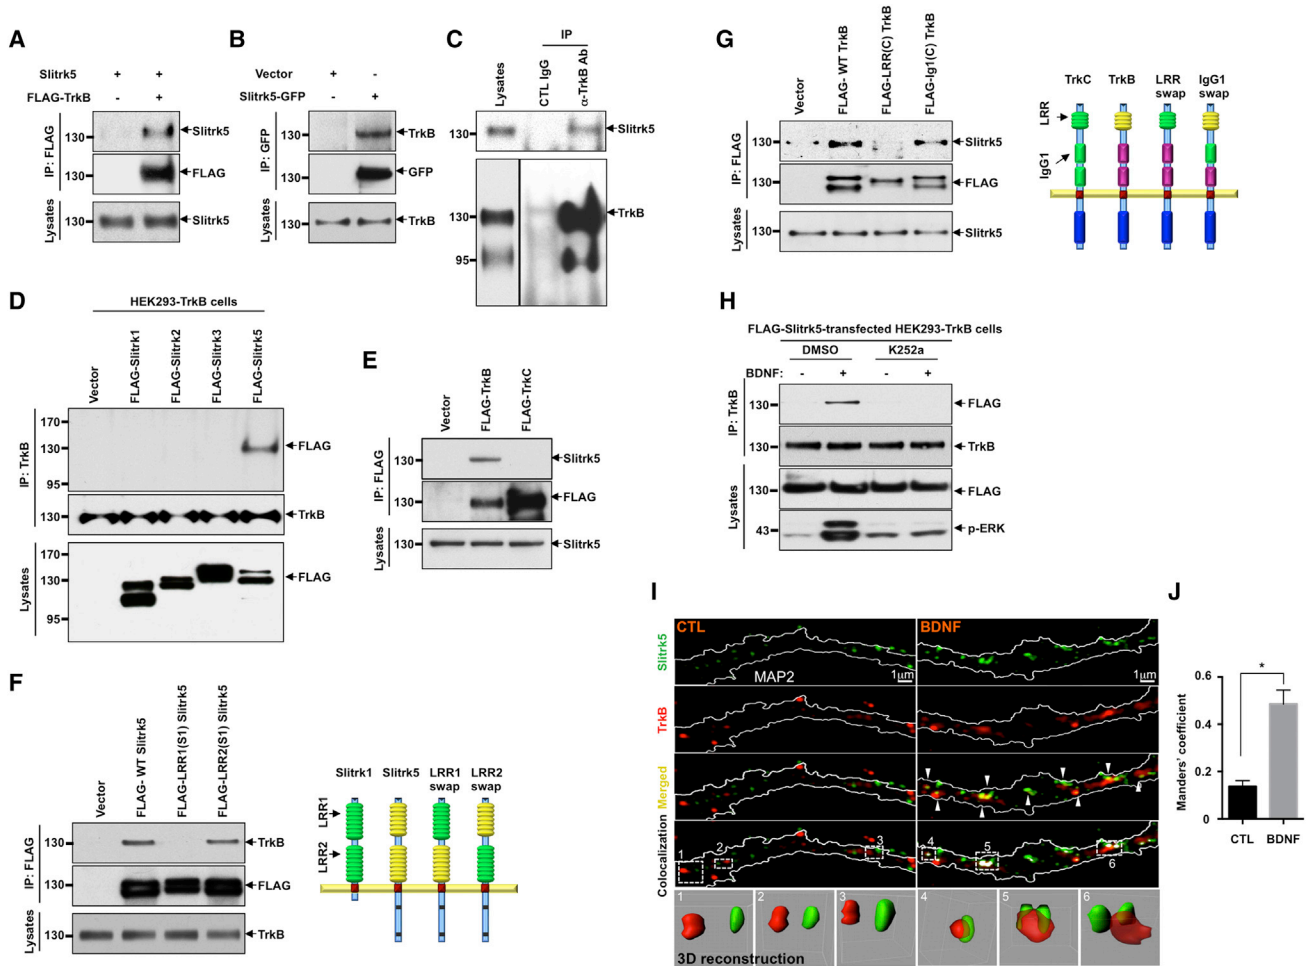 A
Slitrk5 + +
FLAG-TrkB - +
IP: FLAG
130 Slitrk5
130 FLAG
Lysates
130 Slitrk5
B
Vector + -
Slitrk5-GFP - +
IP: GFP
130 TrkB
130 GFP
Lysates
130 TrkB
C
IP
Lysates
CTL IgG
α-TrkB Ab
130 Slitrk5
130 TrkB
95
D
HEK293-TrkB cells
Vector
FLAG-Slitrk1
FLAG-Slitrk2
FLAG-Slitrk3
FLAG-Slitrk5
IP: TrkB
170
130 FLAG
95
130 TrkB
Lysates
170
130 FLAG
95
E
Vector
FLAG-TrkB
FLAG-TrkC
IP: FLAG
130 Slitrk5
130 FLAG
Lysates
130 Slitrk5
F
Vector
FLAG- WT Slitrk5
FLAG-LRR1(S1) Slitrk5
FLAG-LRR2(S1) Slitrk5
IP: FLAG
130 TrkB
130 FLAG
Lysates
130 TrkB
Slitrk1 Slitrk5 LRR1 swap LRR2 swap
LRR1
LRR2
G
Vector
FLAG- WT TrkB
FLAG-LRR(C) TrkB
FLAG-Ig1(C) TrkB
IP: FLAG
130 Slitrk5
130 FLAG
Lysates
130 Slitrk5
TrkC TrkB LRR swap IgG1 swap
LRR
IgG1
H
FLAG-Slitrk5-transfected HEK293-TrkB cells
DMSO K252a
BDNF: - + - +
IP: TrkB
130 FLAG
130 TrkB
Lysates
130 FLAG
43 p-ERK
I
CTL BDNF
Slitrk5
MAP2
1μm 1μm
TrkB
Merged
Colocalization
1 2 3 4 5 6
1 2 3 4 5 6
3D reconstruction
J
Manders' coefficient
0.6
0.4
0.2
0
*
CTL BDNF